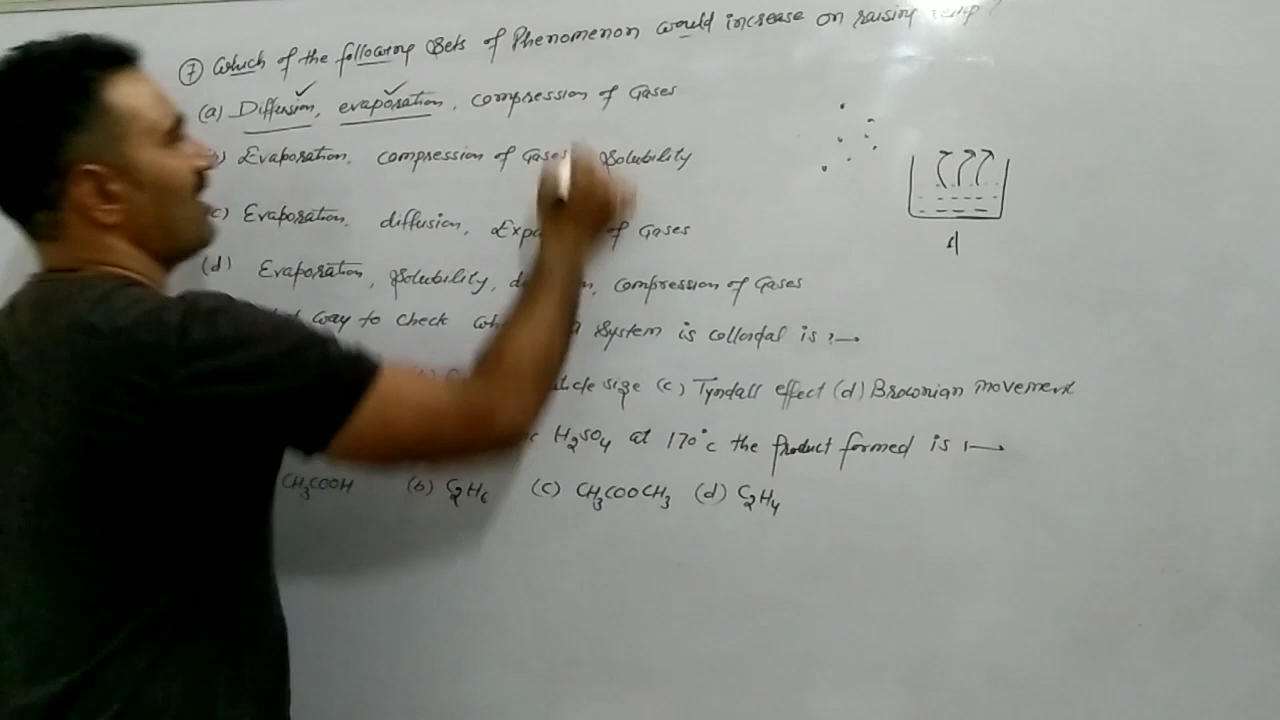 ⑦ Which of the following sets of Phenomenon would increase on raising temp?
(a) Diffusion, evaporation, compression of Gases
) Evaporation, compression of Gases solubility
c) Evaporation, diffusion, of Gases
(d) Evaporation, solubility, compression of Gases
way to check system is colloidal is :—
size (c) Tyndall effect (d) Brownian movement
H₂SO₄ at 170°c the product formed is :—
CH₃COOH (b) C₂H₆ (c) CH₃COOCH₃ (d) C₂H₄